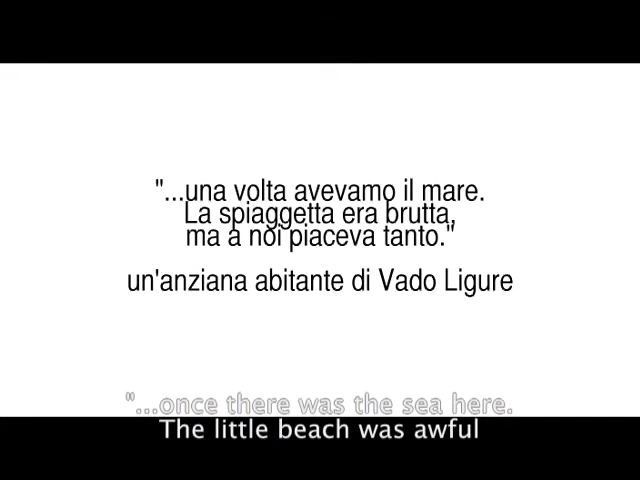 "...una volta avevamo il mare.
La spiaggetta era brutta,
ma a noi piaceva tanto."
un'anziana abitante di Vado Ligure
"...once there was the sea here.
The little beach was awful